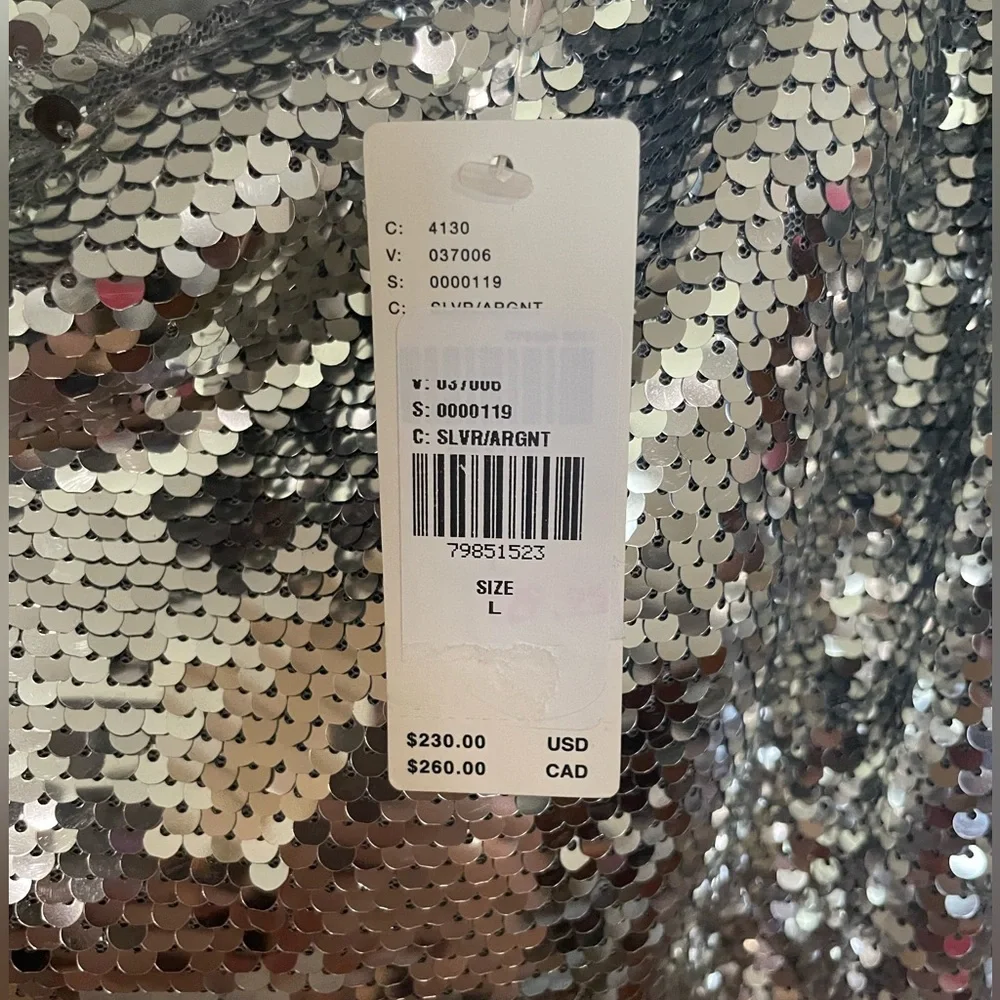 C: 4130
V: 037006
S: 0000119
C: SLVR/ARGNT
V: 037006
S: 0000119
C: SLVR/ARGNT
79851523
SIZE
L
$230.00 USD
$260.00 CAD